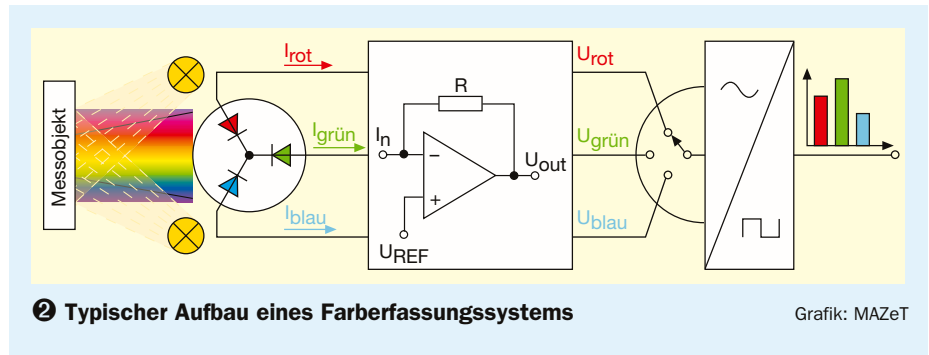 Messobjekt
Irot
Igrün
Iblau
In
R
Uout
UREF
Urot
Ugrün
Ublau
❷ Typischer Aufbau eines Farberfassungssystems
Grafik: MAZeT